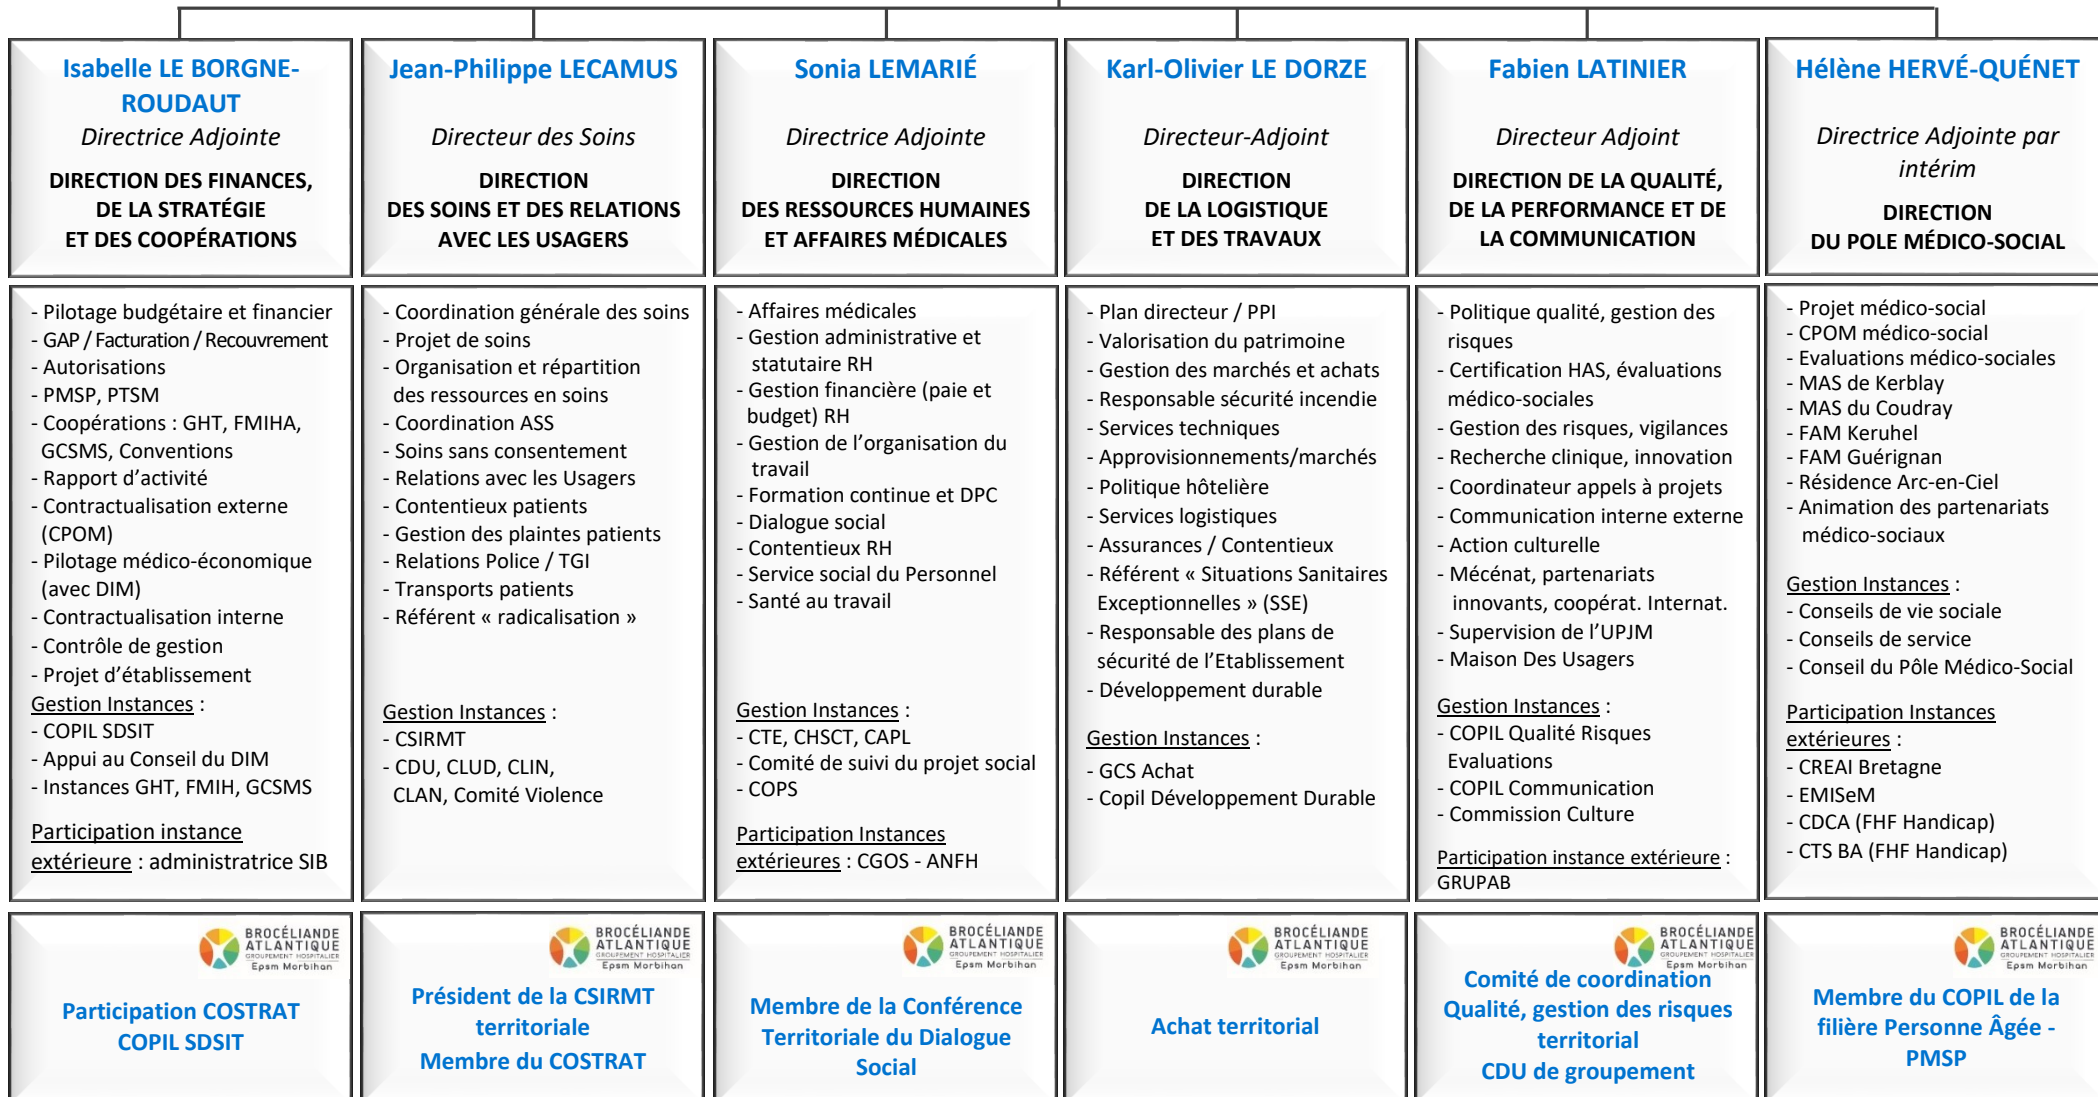 Isabelle LE BORGNE-
ROUDAUT
Directrice Adjointe
DIRECTION DES FINANCES,
DE LA STRATÉGIE
ET DES COOPÉRATIONS
Jean-Philippe LECAMUS
Directeur des Soins
DIRECTION
DES SOINS ET DES RELATIONS
AVEC LES USAGERS
Sonia LEMARIÉ
Directrice Adjointe
DIRECTION
DES RESSOURCES HUMAINES
ET AFFAIRES MÉDICALES
Karl-Olivier LE DORZE
Directeur-Adjoint
DIRECTION
DE LA LOGISTIQUE
ET DES TRAVAUX
Fabien LATINIER
Directeur Adjoint
DIRECTION DE LA QUALITÉ,
DE LA PERFORMANCE ET DE
LA COMMUNICATION
Hélène HERVÉ-QUÉNET
Directrice Adjointe par
intérim
DIRECTION
DU POLE MÉDICO-SOCIAL
- Pilotage budgétaire et financier
- GAP / Facturation / Recouvrement
- Autorisations
- PMSP, PTSM
- Coopérations : GHT, FMIHA,
GCSMS, Conventions
- Rapport d'activité
- Contractualisation externe
(CPOM)
- Pilotage médico-économique
(avec DIM)
- Contractualisation interne
- Contrôle de gestion
- Projet d'établissement
Gestion Instances :
- COPIL SDSIT
- Appui au Conseil du DIM
- Instances GHT, FMIH, GCSMS
Participation instance
extérieure : administratrice SIB
- Coordination générale des soins
- Projet de soins
- Organisation et répartition
des ressources en soins
- Coordination ASS
- Soins sans consentement
- Relations avec les Usagers
- Contentieux patients
- Gestion des plaintes patients
- Relations Police / TGI
- Transports patients
- Référent « radicalisation »
Gestion Instances :
- CSIRMT
- CDU, CLUD, CLIN,
CLAN, Comité Violence
- Affaires médicales
- Gestion administrative et
statutaire RH
- Gestion financière (paie et
budget) RH
- Gestion de l'organisation du
travail
- Formation continue et DPC
- Dialogue social
- Contentieux RH
- Service social du Personnel
- Santé au travail
Gestion Instances :
- CTE, CHSCT, CAPL
- Comité de suivi du projet social
- COPS
Participation Instances
extérieures : CGOS - ANFH
- Plan directeur / PPI
- Valorisation du patrimoine
- Gestion des marchés et achats
- Responsable sécurité incendie
- Services techniques
- Approvisionnements/marchés
- Politique hôtelière
- Services logistiques
- Assurances / Contentieux
- Référent « Situations Sanitaires
Exceptionnelles » (SSE)
- Responsable des plans de
sécurité de l'Etablissement
- Développement durable
Gestion Instances :
- GCS Achat
- Copil Développement Durable
- Politique qualité, gestion des
risques
- Certification HAS, évaluations
médico-sociales
- Gestion des risques, vigilances
- Recherche clinique, innovation
- Coordinateur appels à projets
- Communication interne externe
- Action culturelle
- Mécénat, partenariats
innovants, coopérat. Internat.
- Supervision de l'UPJM
- Maison Des Usagers
Gestion Instances :
- COPIL Qualité Risques
Evaluations
- COPIL Communication
- Commission Culture
Participation instance extérieure :
GRUPAB
- Projet médico-social
- CPOM médico-social
- Evaluations médico-sociales
- MAS de Kerblay
- MAS du Coudray
- FAM Keruhel
- FAM Guérignan
- Résidence Arc-en-Ciel
- Animation des partenariats
médico-sociaux
Gestion Instances :
- Conseils de vie sociale
- Conseils de service
- Conseil du Pôle Médico-Social
Participation Instances
extérieures :
- CREAI Bretagne
- EMISeM
- CDCA (FHF Handicap)
- CTS BA (FHF Handicap)
BROCÉLIANDE
ATLANTIQUE
GROUPEMENT HOSPITALIER
Epsm Morbihan
Participation COSTRAT
COPIL SDSIT
BROCÉLIANDE
ATLANTIQUE
GROUPEMENT HOSPITALIER
Epsm Morbihan
Président de la CSIRMT
territoriale
Membre du COSTRAT
BROCÉLIANDE
ATLANTIQUE
GROUPEMENT HOSPITALIER
Epsm Morbihan
Membre de la Conférence
Territoriale du Dialogue
Social
BROCÉLIANDE
ATLANTIQUE
GROUPEMENT HOSPITALIER
Epsm Morbihan
Achat territorial
BROCÉLIANDE
ATLANTIQUE
GROUPEMENT HOSPITALIER
Epsm Morbihan
Comité de coordination
Qualité, gestion des risques
territorial
CDU de groupement
BROCÉLIANDE
ATLANTIQUE
GROUPEMENT HOSPITALIER
Epsm Morbihan
Membre du COPIL de la
filière Personne Âgée -
PMSP